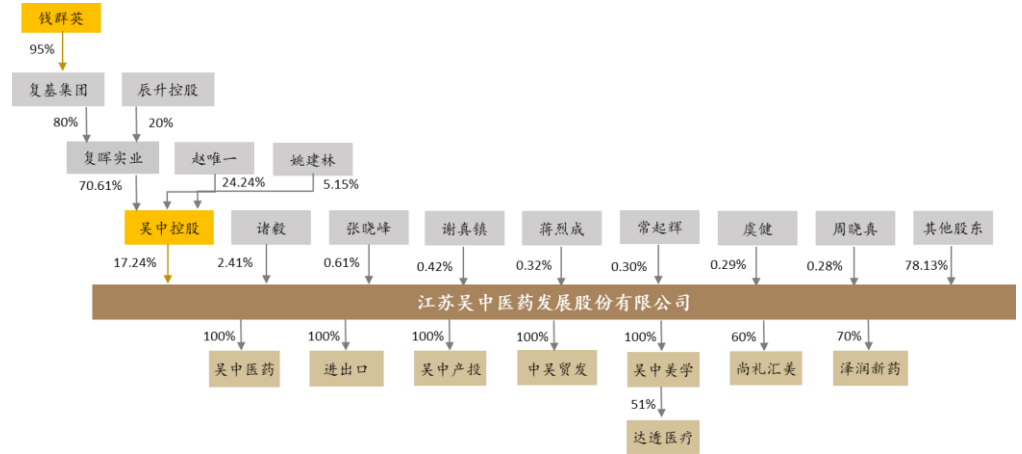 钱群英
95%
复基集团
辰升控股
80%
20%
复晖实业
赵唯一
姚建林
70.61%
24.24%
5.15%
吴中控股
诸毅
张晓峰
谢真镇
蒋烈成
常起辉
虞健
周晓真
其他股东
17.24%
2.41%
0.61%
0.42%
0.32%
0.30%
0.29%
0.28%
78.13%
江苏吴中医药发展股份有限公司
100%
100%
100%
100%
100%
60%
70%
吴中医药
进出口
吴中产投
中吴贸发
吴中美学
尚礼汇美
泽润新药
51%
达透医疗